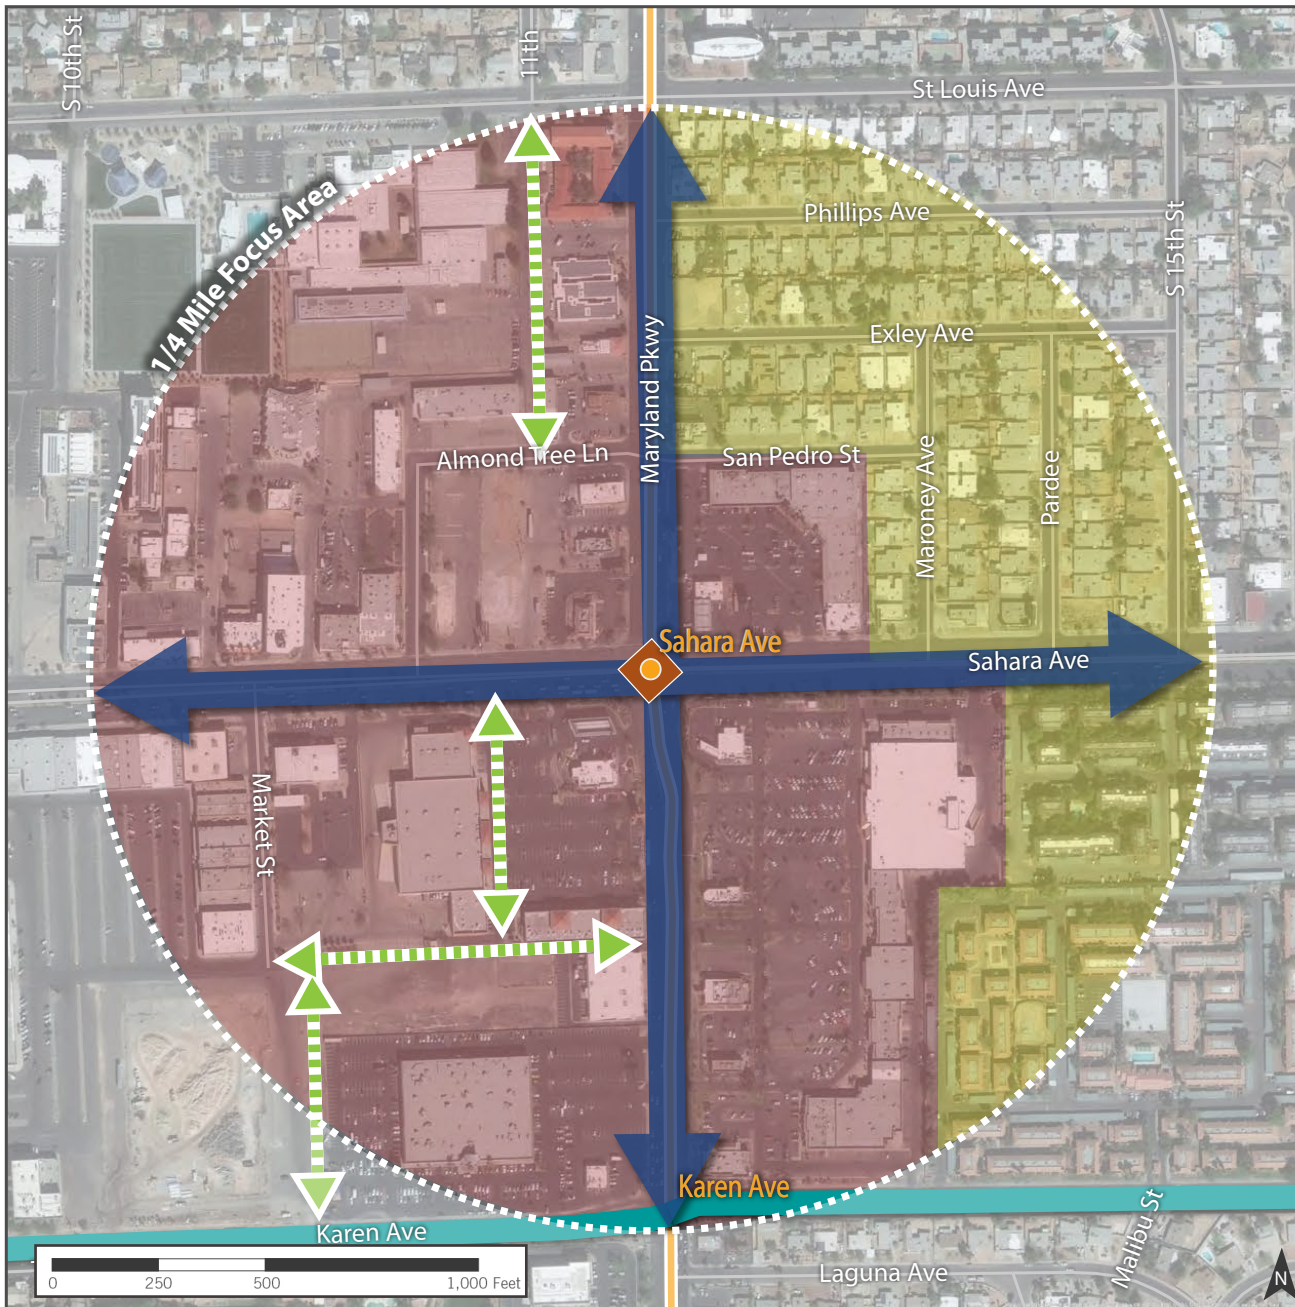 S 10th St
11th
St Louis Ave
1/4 Mile Focus Area
Phillips Ave
S 15th St
Exley Ave
Maryland Pkwy
Almond Tree Ln
San Pedro St
Maroney Ave
Pardee
Sahara Ave
Sahara Ave
Market St
Karen Ave
Karen Ave
Malibu St
Laguna Ave
0 250 500 1,000 Feet
N